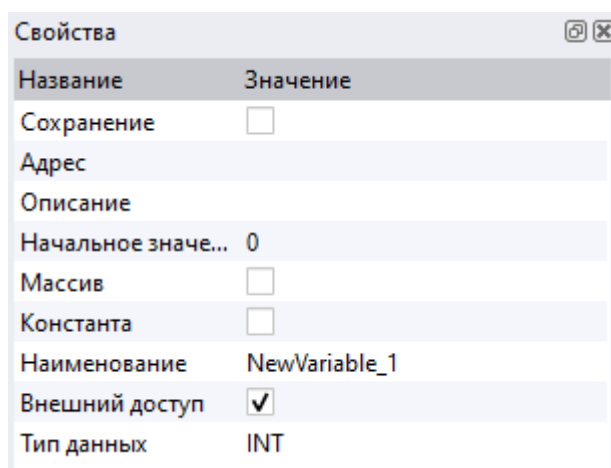 Свойства
Название Значение
Сохранение
Адрес
Описание
Начальное значе... 0
Массив
Константа
Наименование NewVariable_1
Внешний доступ
Тип данных INT